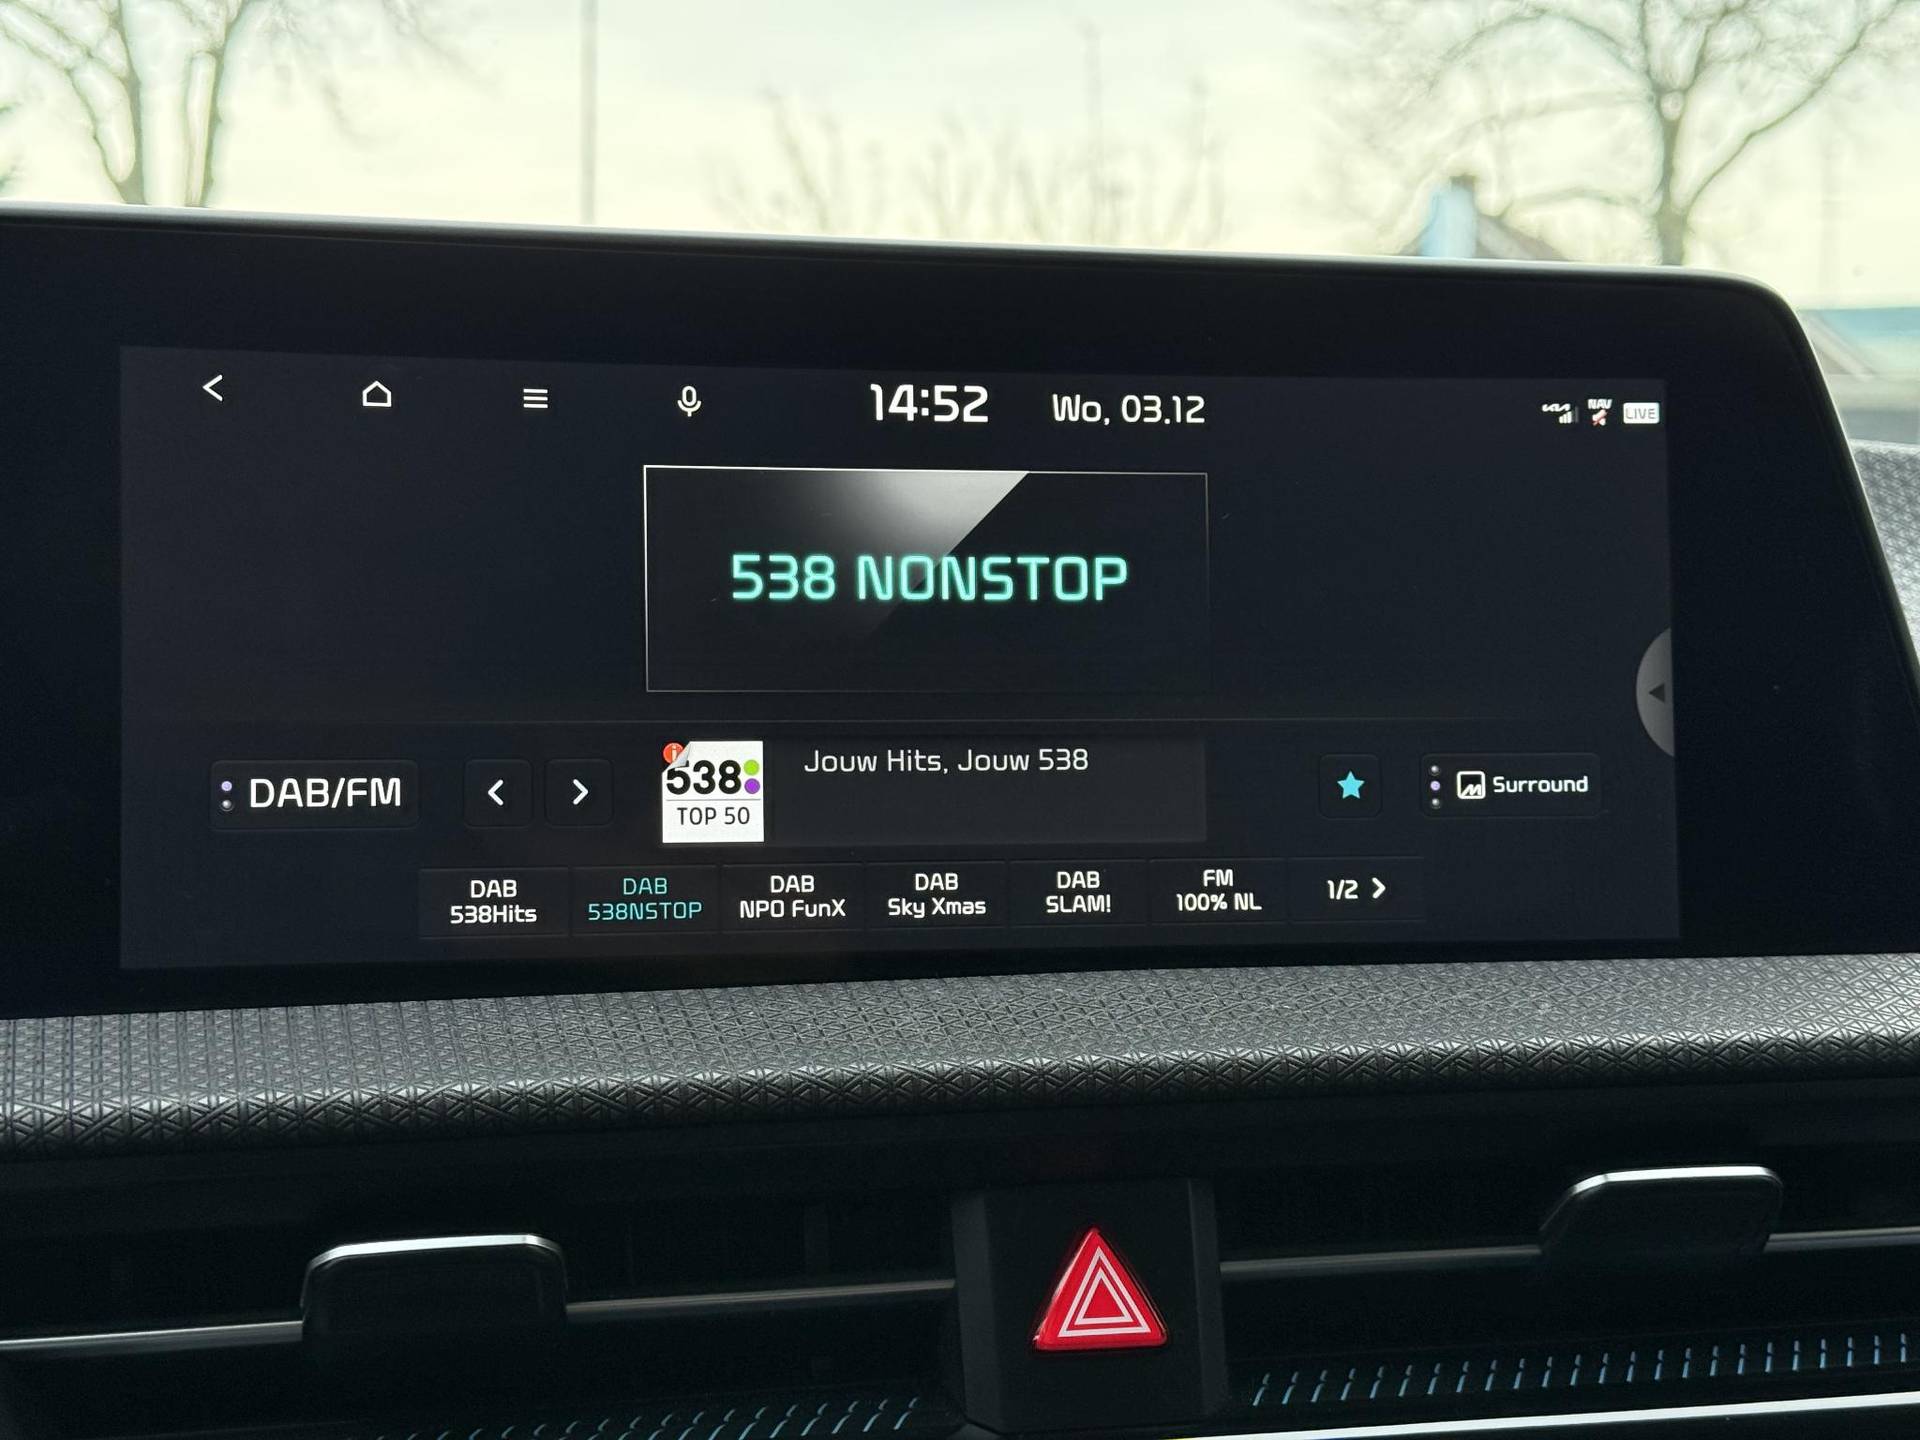 14:52 Wo, 03.12
NAV
LIVE
538 NONSTOP
DAB/FM
538
TOP 50
Jouw Hits, Jouw 538
Surround
DAB
538Hits
DAB
538NSTOP
DAB
NPO FunX
DAB
Sky Xmas
DAB
SLAM!
FM
100% NL
1/2